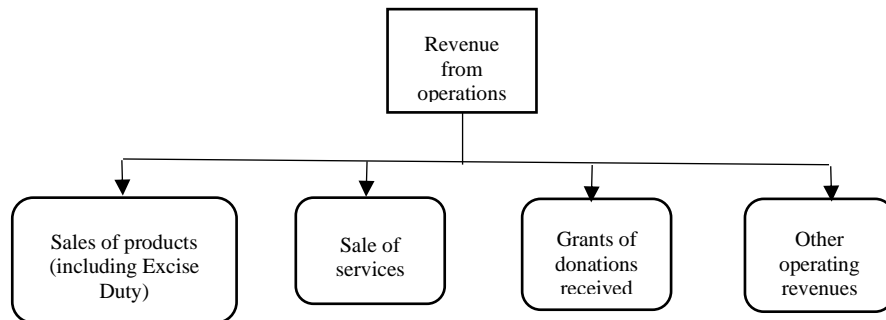 Revenue
from
operations
Sales of products
(including Excise
Duty)
Sale of
services
Grants of
donations
received
Other
operating
revenues